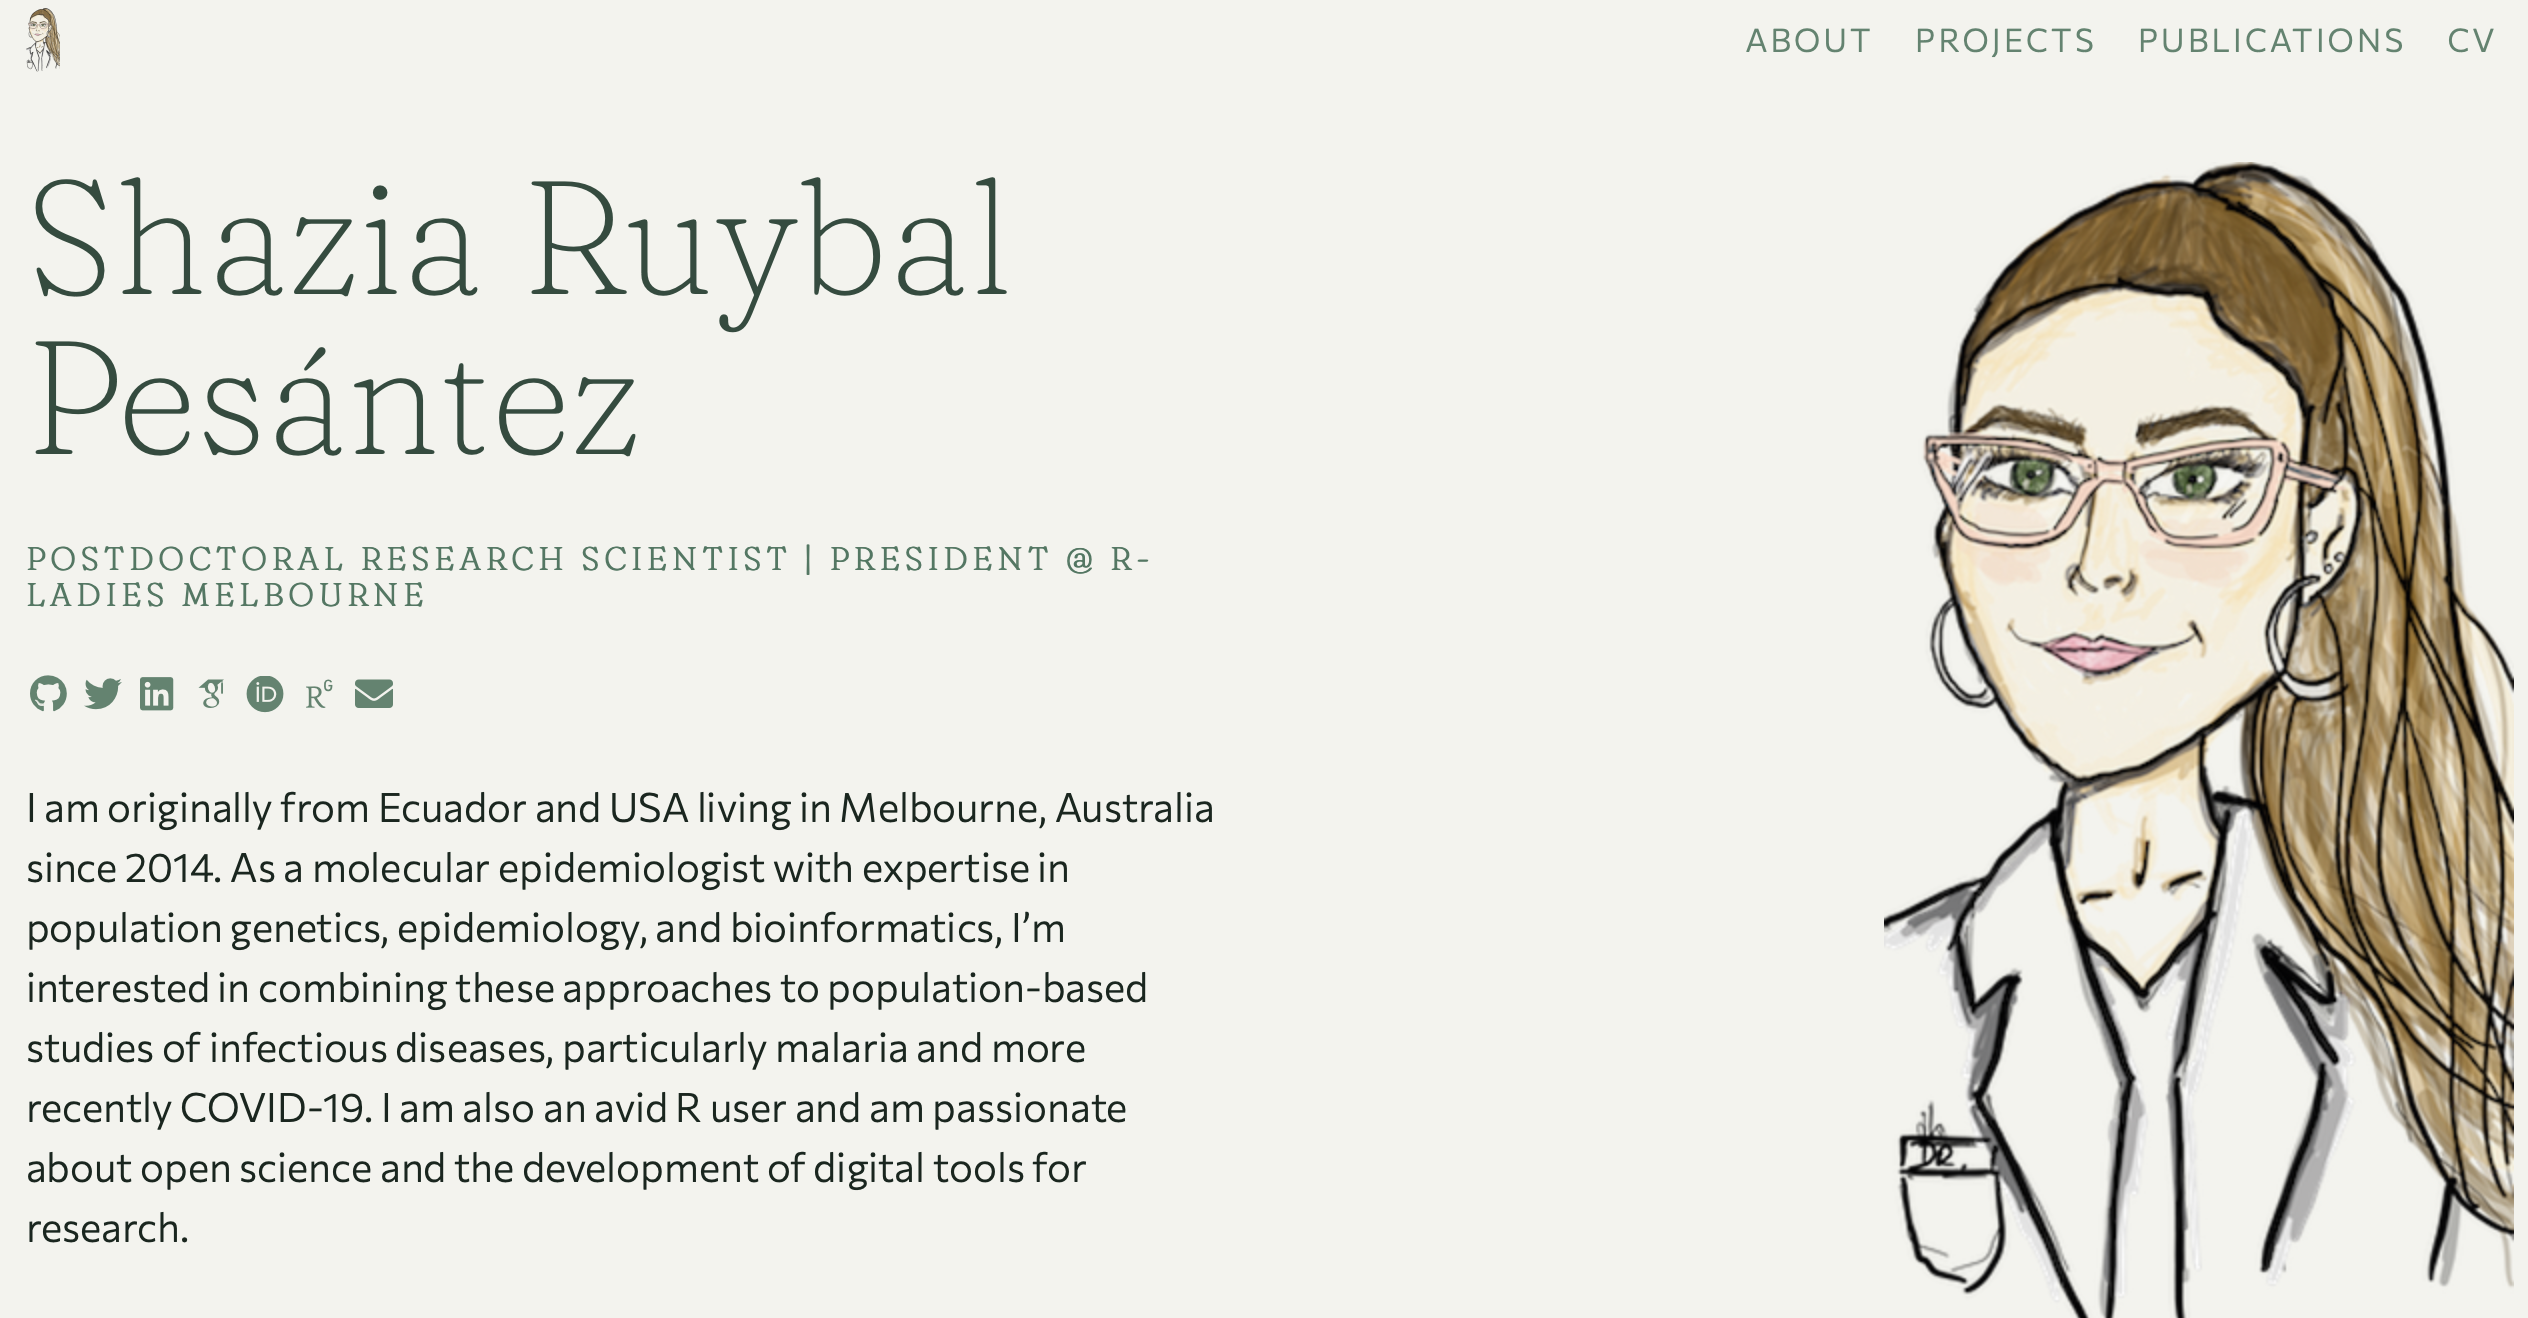 ABOUT PROJECTS PUBLICATIONS CV
Shazia Ruybal
Pesántez
POSTDOCTORAL RESEARCH SCIENTIST | PRESIDENT @ R-
LADIES MELBOURNE
I am originally from Ecuador and USA living in Melbourne, Australia
since 2014. As a molecular epidemiologist with expertise in
population genetics, epidemiology, and bioinformatics, I’m
interested in combining these approaches to population-based
studies of infectious diseases, particularly malaria and more
recently COVID-19. I am also an avid R user and am passionate
about open science and the development of digital tools for
research.
DR.